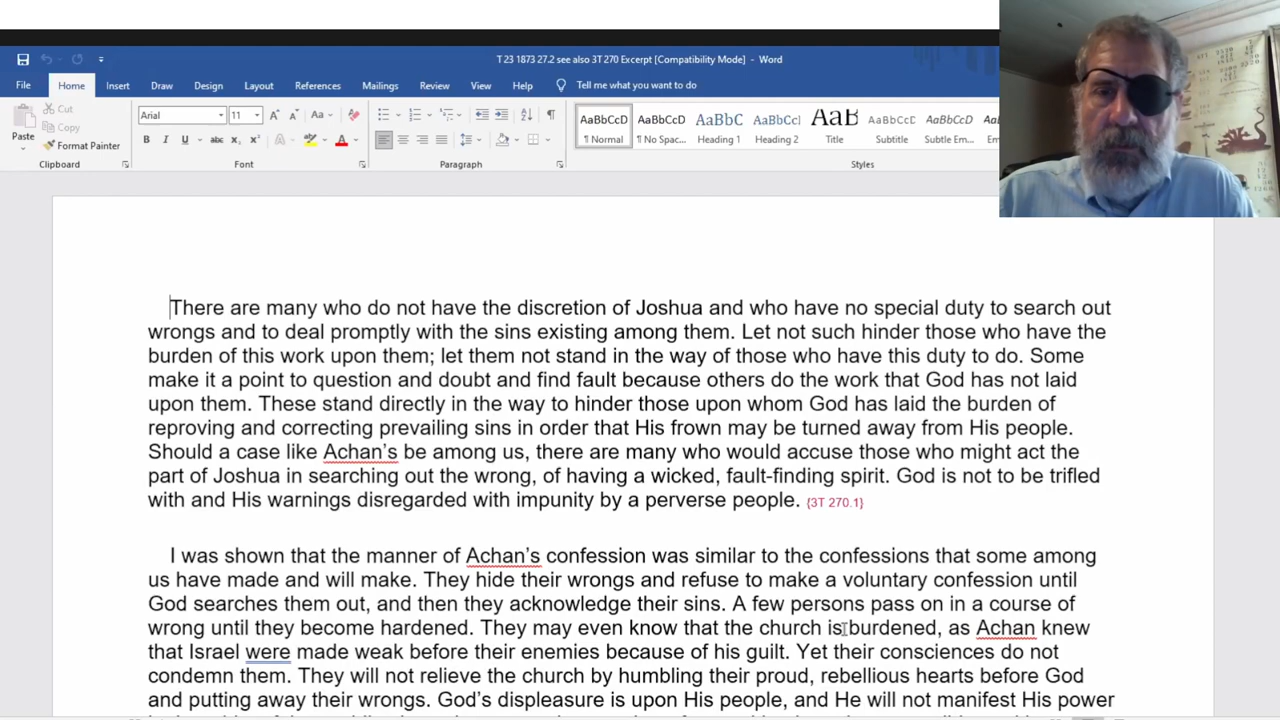 T 23 1873 27.2 see also 3T 270 Excerpt [Compatibility Mode] - Word
File Home Insert Draw Design Layout References Mailings Review View Help Tell me what you want to do
Paste Cut Copy Format Painter
Arial 11
AaBbCcD AaBbCcD AaBbC AaBbCc AaB AaBbCcD AaBbCcD
Normal No Spac... Heading 1 Heading 2 Title Subtitle Subtle Em...
Clipboard Font Paragraph Styles
There are many who do not have the discretion of Joshua and who have no special duty to search out
wrongs and to deal promptly with the sins existing among them. Let not such hinder those who have the
burden of this work upon them; let them not stand in the way of those who have this duty to do. Some
make it a point to question and doubt and find fault because others do the work that God has not laid
upon them. These stand directly in the way to hinder those upon whom God has laid the burden of
reproving and correcting prevailing sins in order that His frown may be turned away from His people.
Should a case like Achan's be among us, there are many who would accuse those who might act the
part of Joshua in searching out the wrong, of having a wicked, fault-finding spirit. God is not to be trifled
with and His warnings disregarded with impunity by a perverse people. {3T 270.1}
I was shown that the manner of Achan's confession was similar to the confessions that some among
us have made and will make. They hide their wrongs and refuse to make a voluntary confession until
God searches them out, and then they acknowledge their sins. A few persons pass on in a course of
wrong until they become hardened. They may even know that the church is burdened, as Achan knew
that Israel were made weak before their enemies because of his guilt. Yet their consciences do not
condemn them. They will not relieve the church by humbling their proud, rebellious hearts before God
and putting away their wrongs. God's displeasure is upon His people, and He will not manifest His power